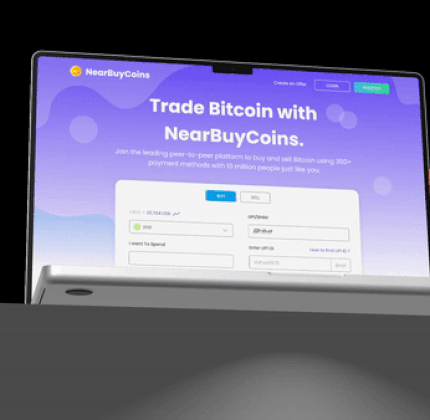 NearBuyCoins
Create an Offer
LOGIN
REGISTER
Trade Bitcoin with
NearBuyCoins.
Join the leading peer-to-peer platform to buy and sell Bitcoin using 350+
payment methods with 10 million people just like you.
BUY
SELL
I Want To Spend
Enter UPI ID
How to find UPI ID ?